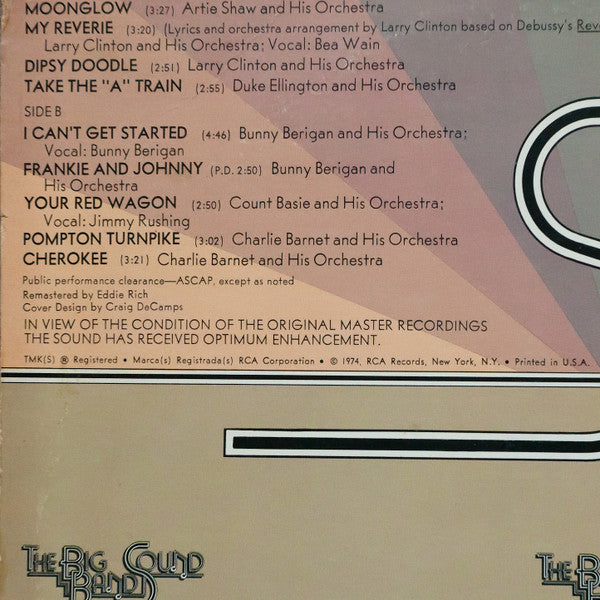 MOONGLOW (3:27) Artie Shaw and His Orchestra
MY REVERIE (3:20) (Lyrics and orchestra arrangement by Larry Clinton based on Debussy's Reve
Larry Clinton and His Orchestra; Vocal: Bea Wain
DIPSY DOODLE (2:51) Larry Clinton and His Orchestra
TAKE THE "A" TRAIN (2:55) Duke Ellington and His Orchestra
SIDE B
I CAN'T GET STARTED (4:46) Bunny Berigan and His Orchestra;
Vocal: Bunny Berigan
FRANKIE AND JOHNNY (P.D. 2:50) Bunny Berigan and
His Orchestra
YOUR RED WAGON (2:50) Count Basie and His Orchestra;
Vocal: Jimmy Rushing
POMPTON TURNPIKE (3:02) Charlie Barnet and His Orchestra
CHEROKEE (3:21) Charlie Barnet and His Orchestra
Public performance clearance—ASCAP, except as noted
Remastered by Eddie Rich
Cover Design by Craig DeCamps
IN VIEW OF THE CONDITION OF THE ORIGINAL MASTER RECORDINGS
THE SOUND HAS RECEIVED OPTIMUM ENHANCEMENT.
TMK(S) ® Registered • Marca(s) Registrada(s) RCA Corporation • © 1974, RCA Records, New York, N.Y. • Printed in U.S.A.
THE BIG SOUND THE B
BANDS